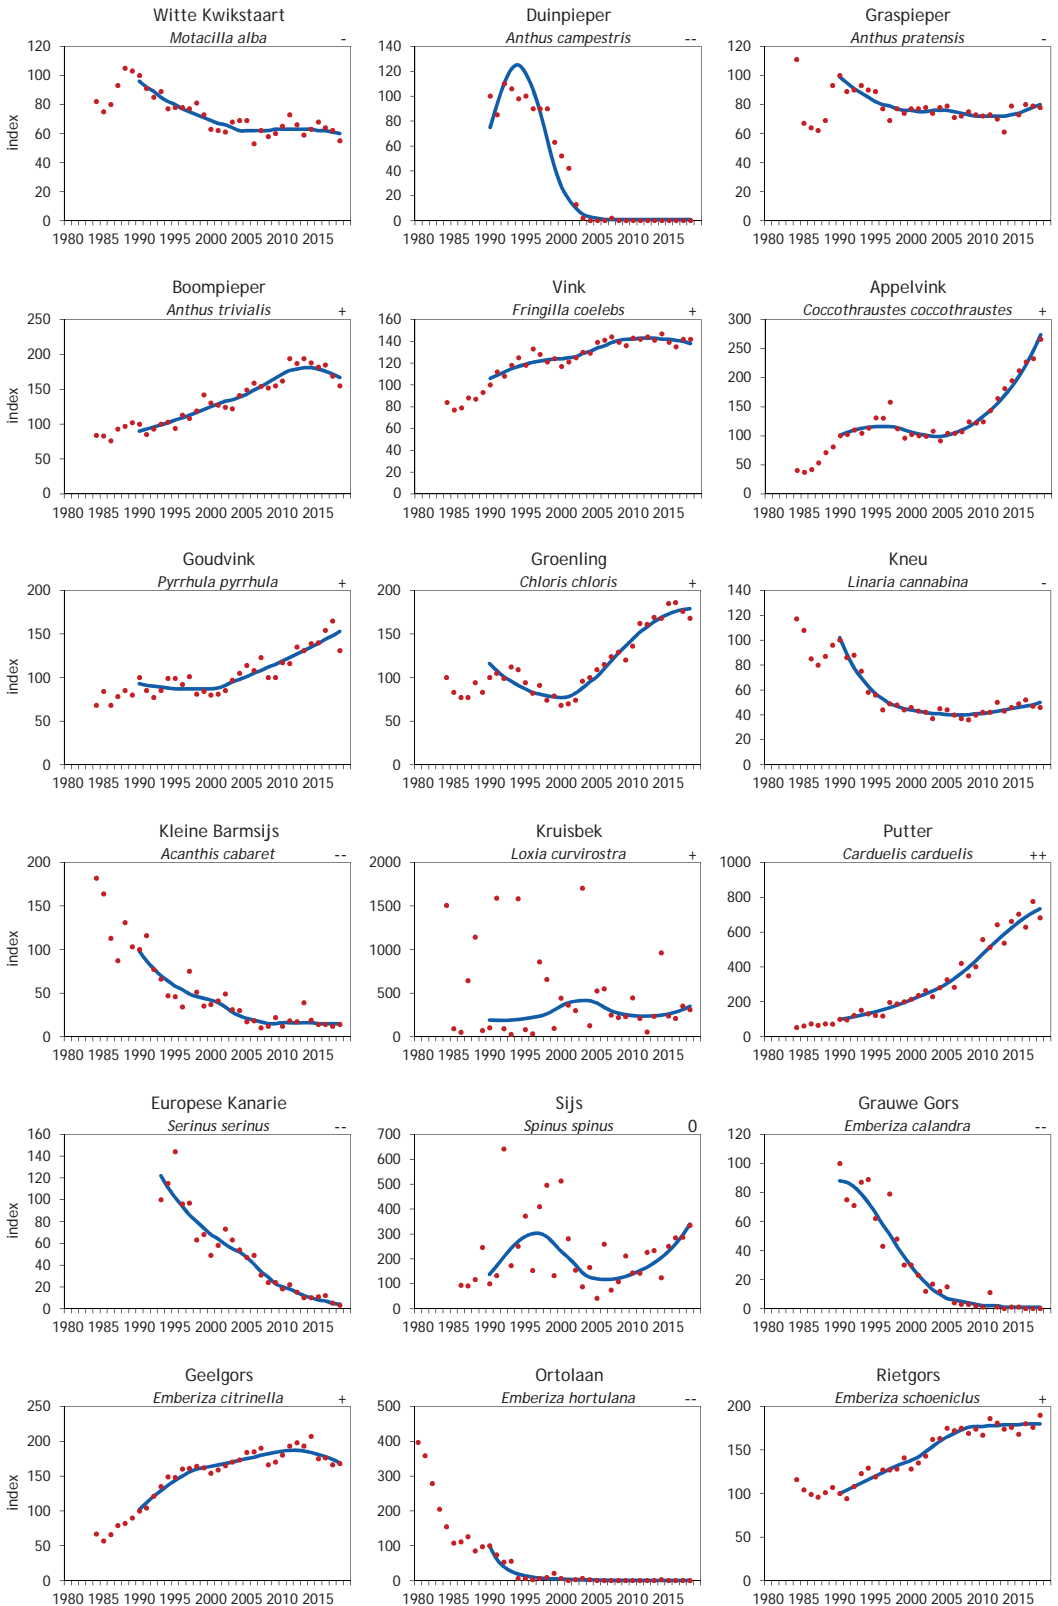 Witte Kwikstaart
Motacilla alba -
120
100
80
60
40
20
0
index
1980 1985 1990 1995 2000 2005 2010 2015
Duinpieper
Anthus campestris --
140
120
100
80
60
40
20
0
1980 1985 1990 1995 2000 2005 2010 2015
Graspieper
Anthus pratensis -
120
100
80
60
40
20
0
1980 1985 1990 1995 2000 2005 2010 2015
Boompieper
Anthus trivialis +
250
200
150
100
50
0
index
1980 1985 1990 1995 2000 2005 2010 2015
Vink
Fringilla coelebs +
160
140
120
100
80
60
40
20
0
1980 1985 1990 1995 2000 2005 2010 2015
Appelvink
Coccothraustes coccothraustes +
300
250
200
150
100
50
0
1980 1985 1990 1995 2000 2005 2010 2015
Goudvink
Pyrrhula pyrrhula +
200
150
100
50
0
index
1980 1985 1990 1995 2000 2005 2010 2015
Groenling
Chloris chloris +
200
150
100
50
0
1980 1985 1990 1995 2000 2005 2010 2015
Kneu
Linaria cannabina -
140
120
100
80
60
40
20
0
1980 1985 1990 1995 2000 2005 2010 2015
Kleine Barmsijs
Acanthis cabaret --
200
150
100
50
0
index
1980 1985 1990 1995 2000 2005 2010 2015
Kruisbek
Loxia curvirostra +
2000
1500
1000
500
0
1980 1985 1990 1995 2000 2005 2010 2015
Putter
Carduelis carduelis ++
1000
800
600
400
200
0
1980 1985 1990 1995 2000 2005 2010 2015
Europese Kanarie
Serinus serinus --
160
140
120
100
80
60
40
20
0
index
1980 1985 1990 1995 2000 2005 2010 2015
Sijs
Spinus spinus 0
700
600
500
400
300
200
100
0
1980 1985 1990 1995 2000 2005 2010 2015
Grauwe Gors
Emberiza calandra --
120
100
80
60
40
20
0
1980 1985 1990 1995 2000 2005 2010 2015
Geelgors
Emberiza citrinella +
250
200
150
100
50
0
index
1980 1985 1990 1995 2000 2005 2010 2015
Ortolaan
Emberiza hortulana --
500
400
300
200
100
0
1980 1985 1990 1995 2000 2005 2010 2015
Rietgors
Emberiza schoeniclus +
200
150
100
50
0
1980 1985 1990 1995 2000 2005 2010 2015